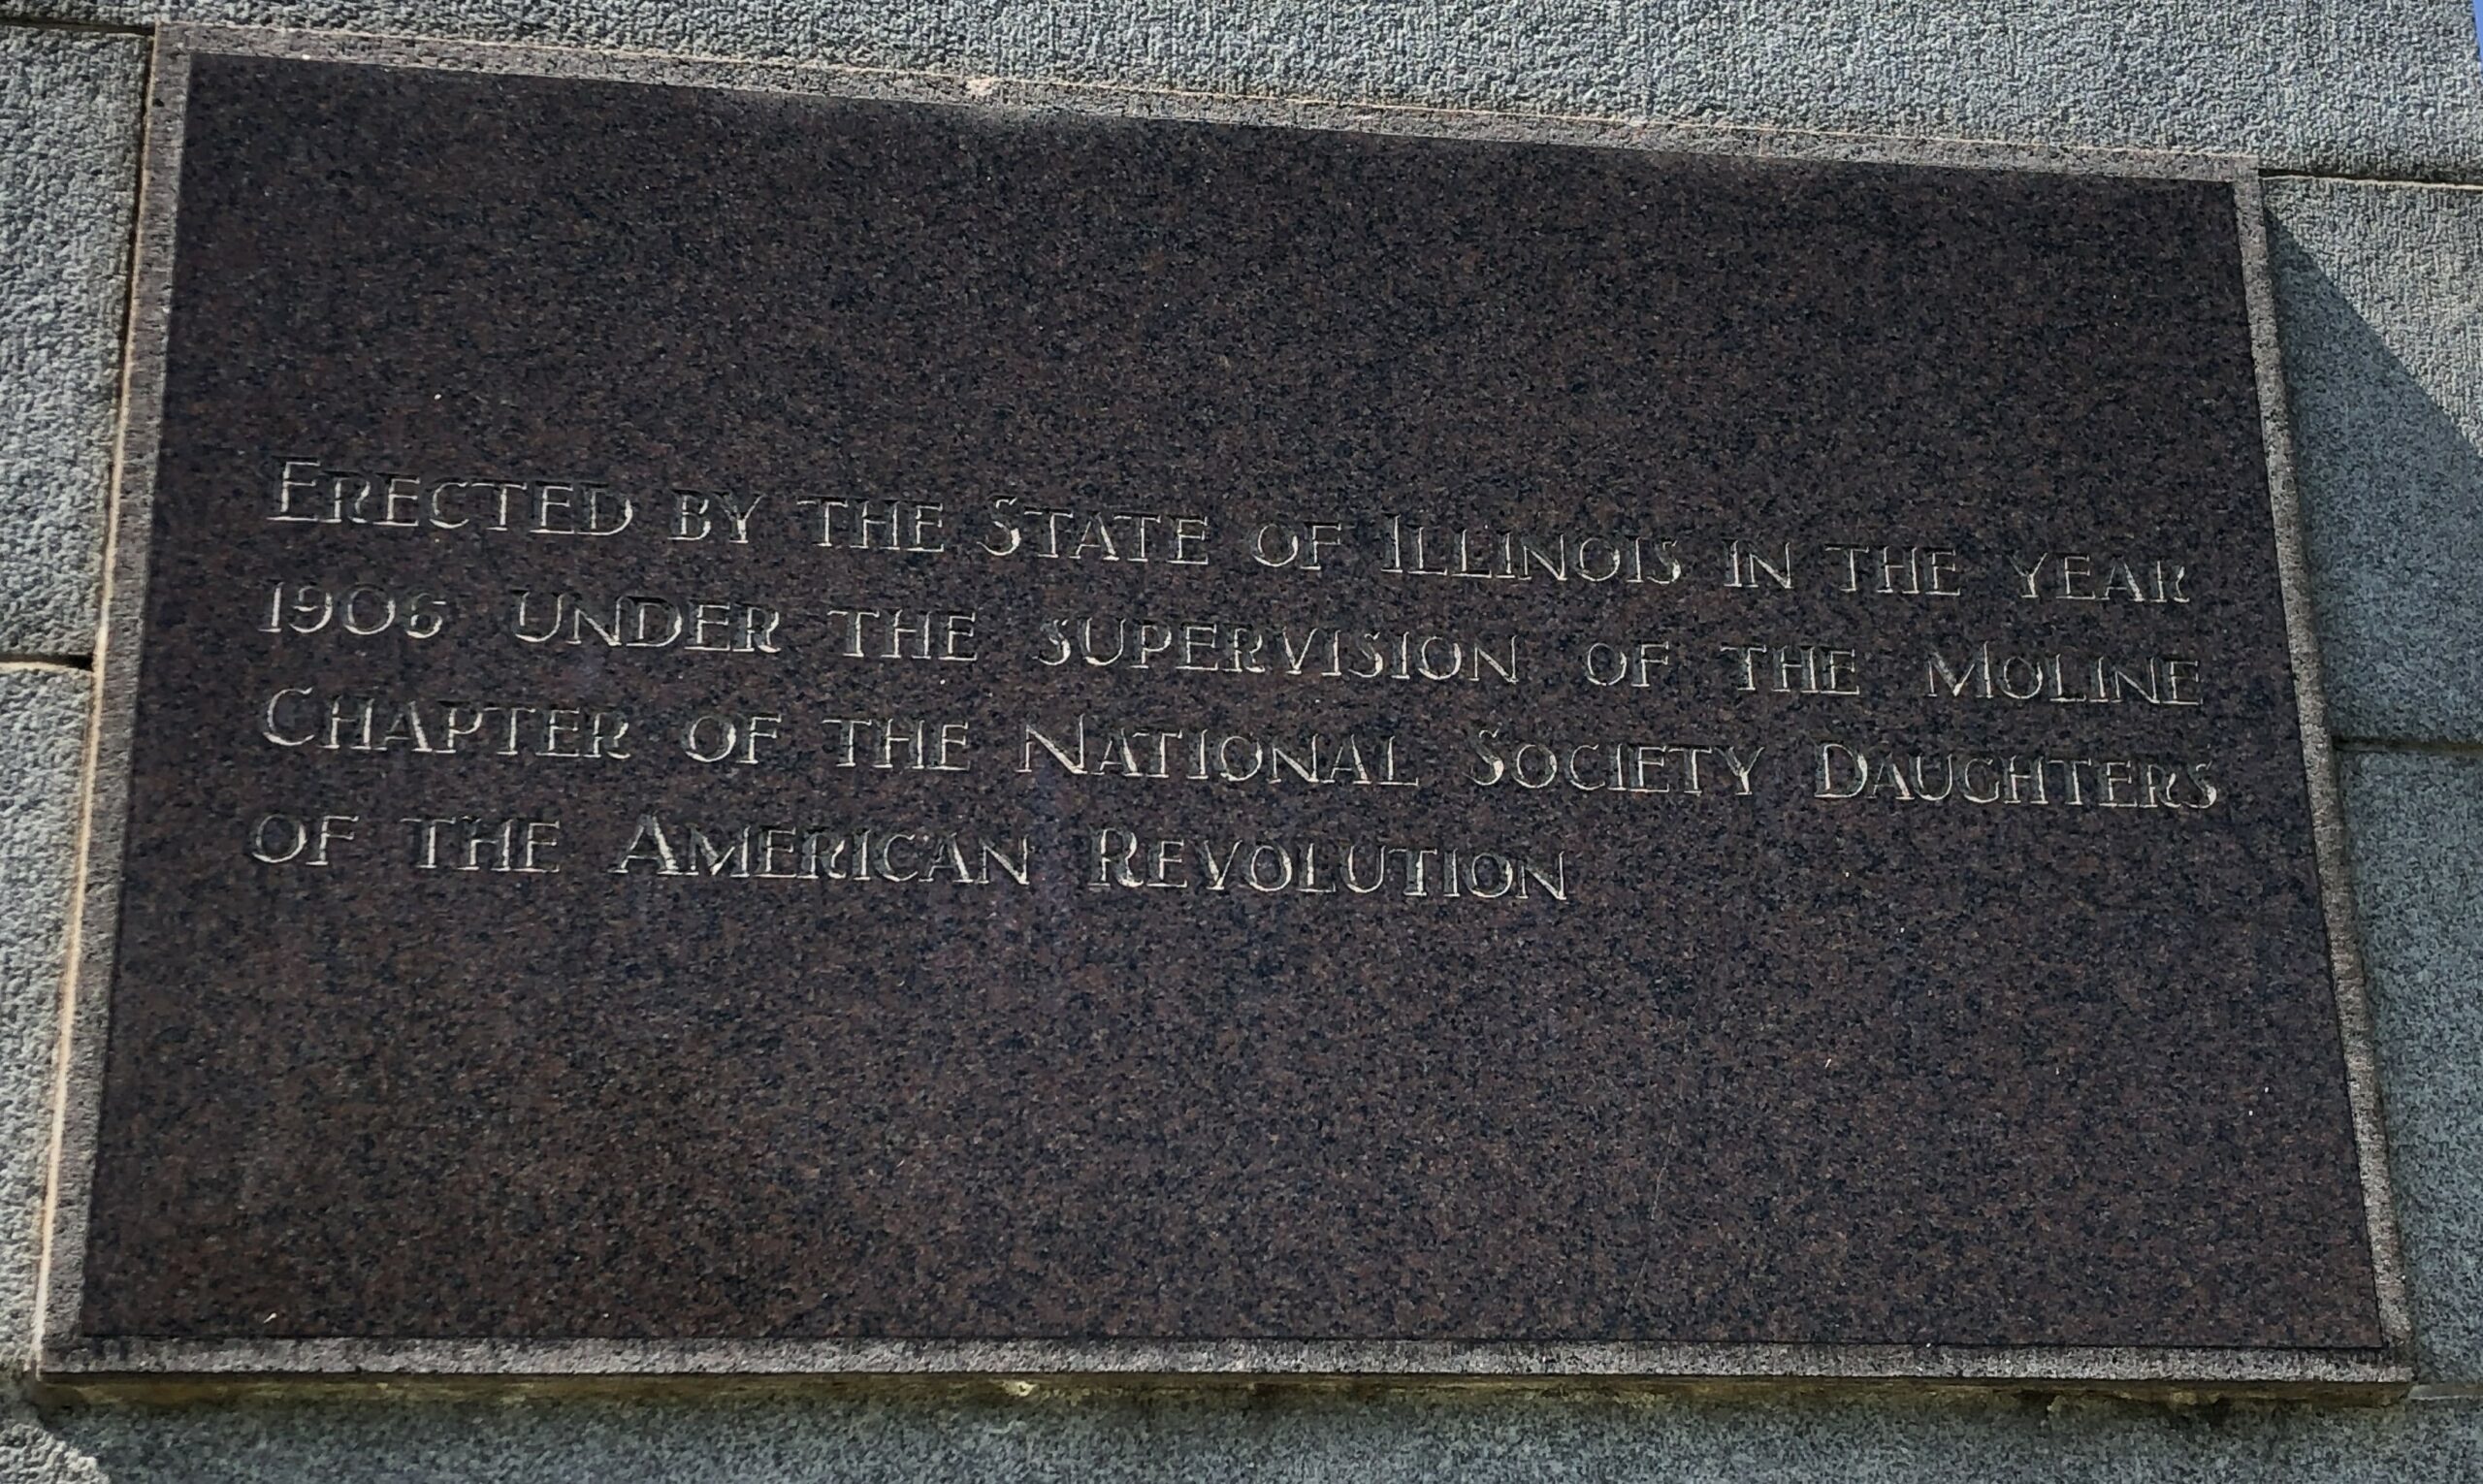 ERECTED BY THE STATE OF ILLINOIS IN THE YEAR
1906 UNDER THE SUPERVISION OF THE MOLINE
CHAPTER OF THE NATIONAL SOCIETY DAUGHTERS
OF THE AMERICAN REVOLUTION